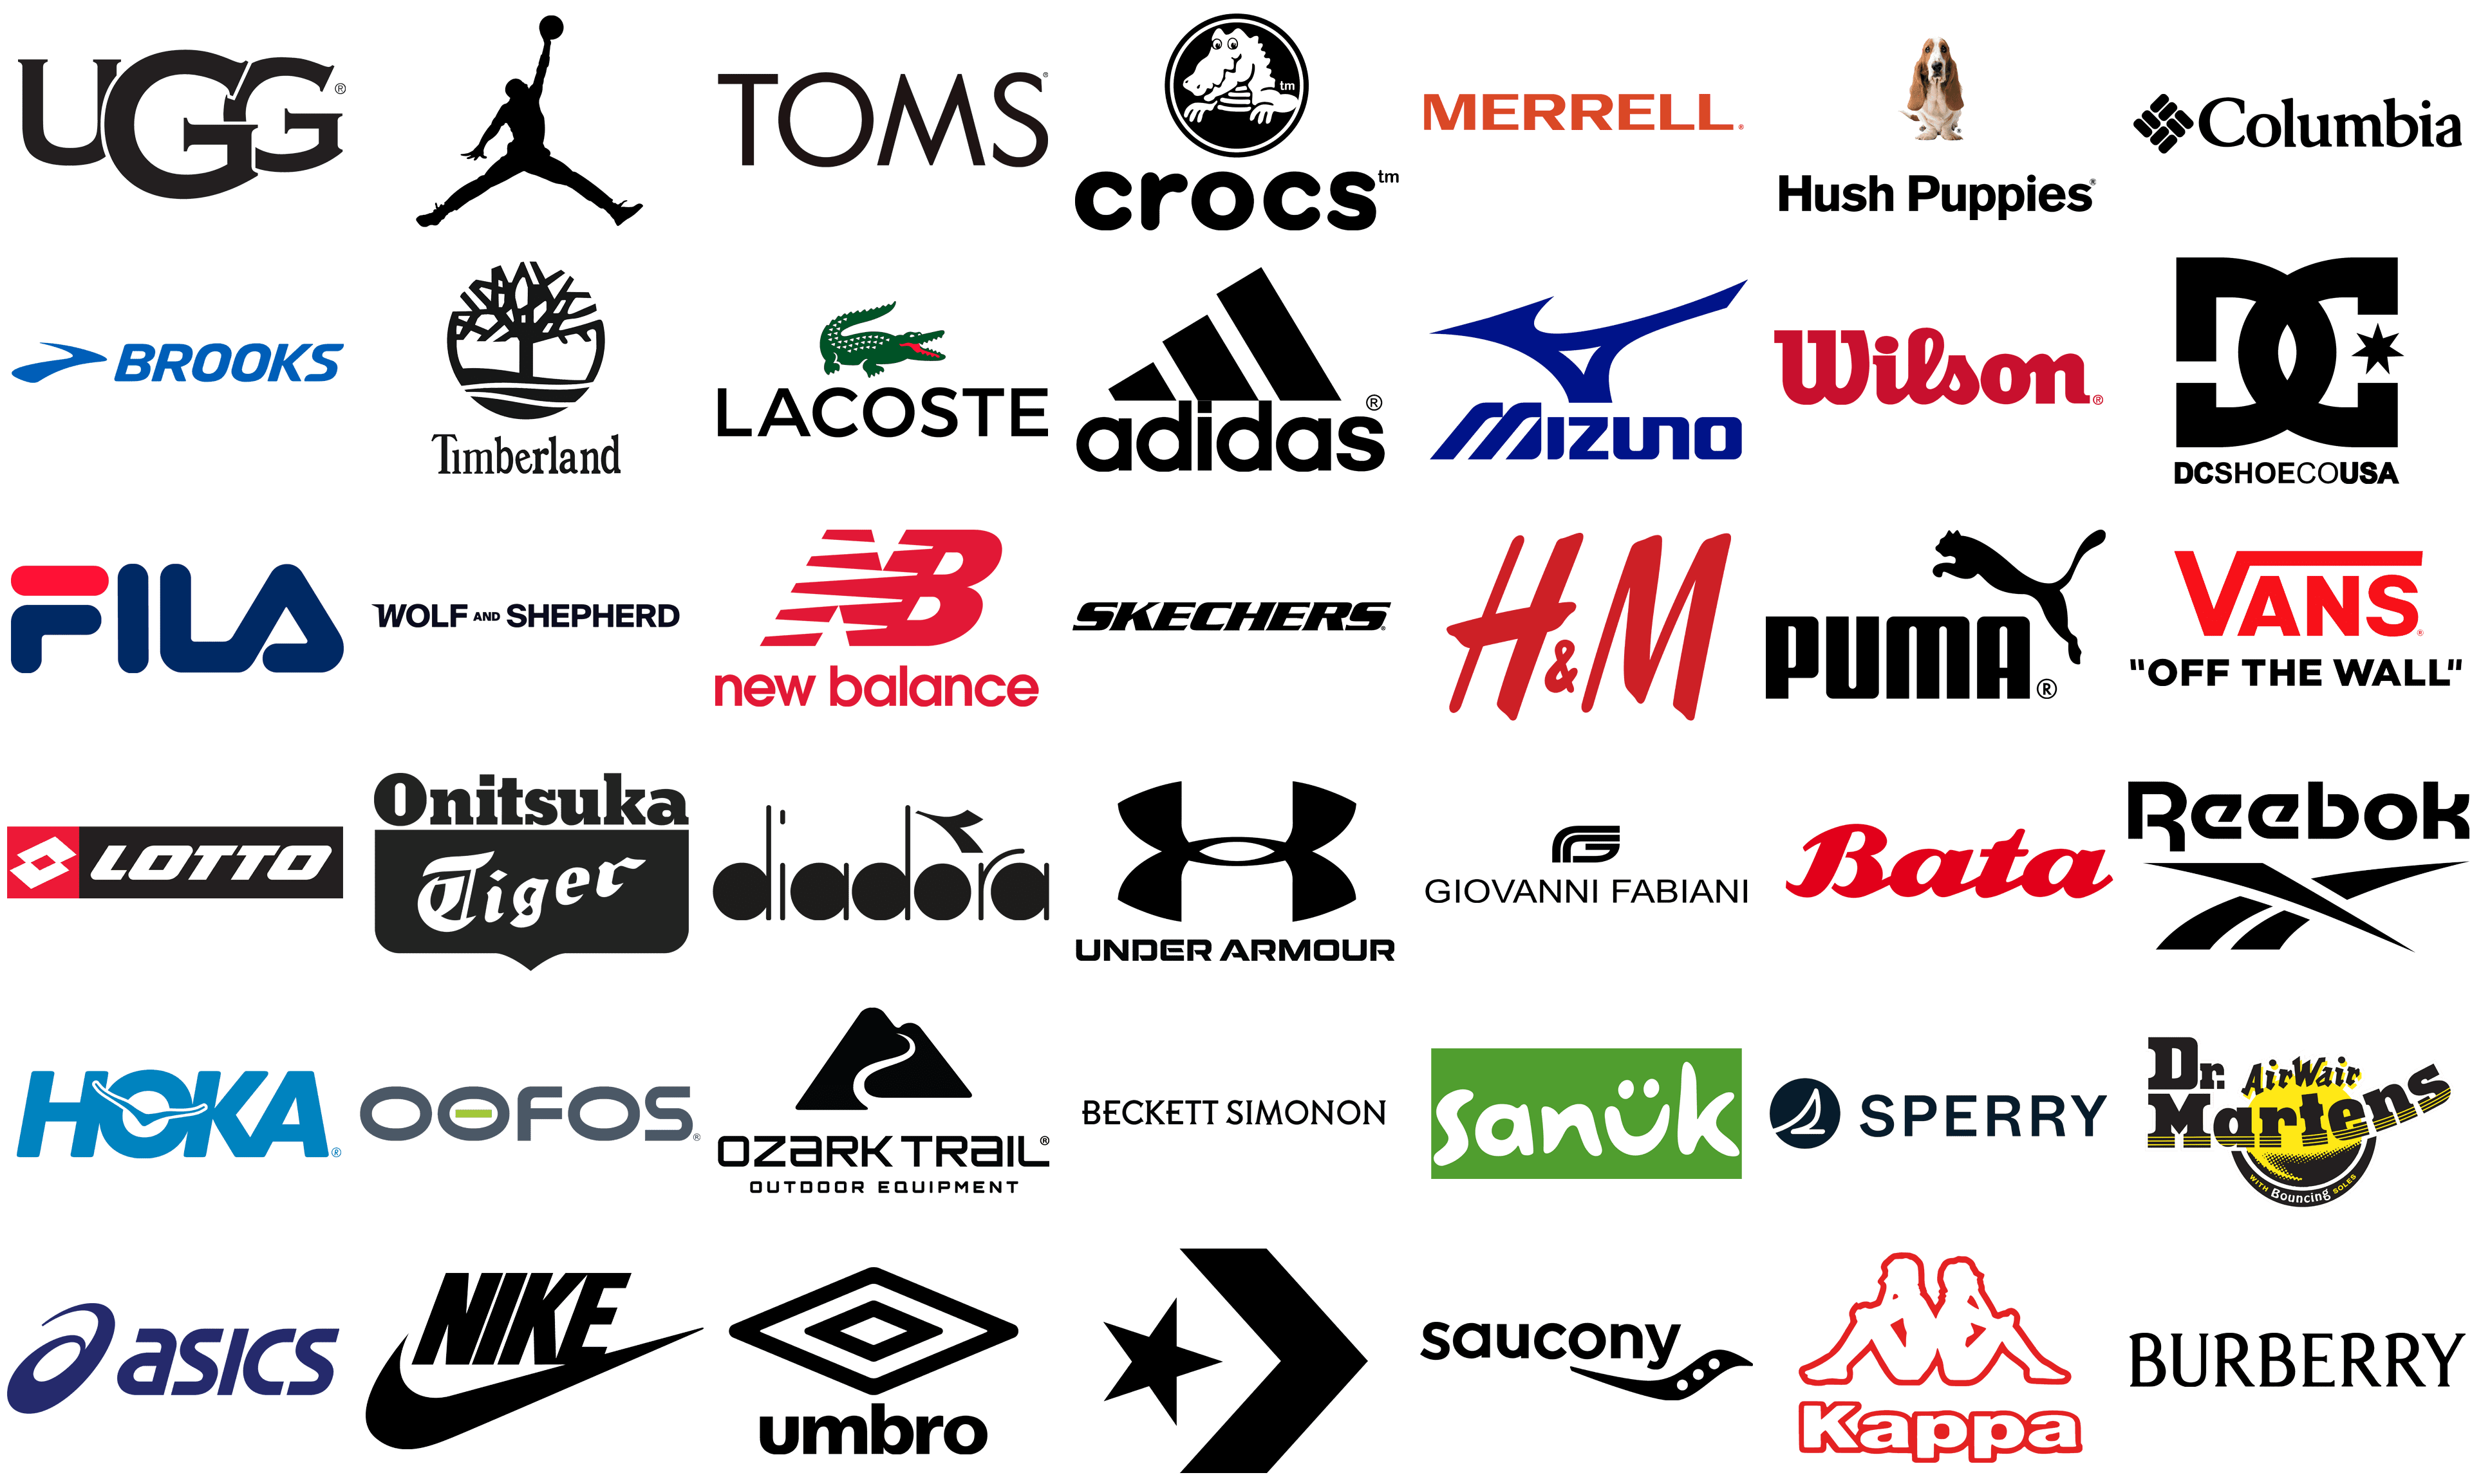 UGG®
TOMS®
tm
crocs™
MERRELL®
Hush Puppies®
Columbia
BROOKS
Timberland
LACOSTE
adidas®
MIZUNO
Wilson®
DC
DCSHOECOUSA
FILA
WOLF AND SHEPHERD
NB
new balance
SKECHERS®
H&M
PUMA®
VANS®
"OFF THE WALL"
LOTTO
Onitsuka
Tiger
diadora
UNDER ARMOUR
GIOVANNI FABIANI
Bata
Reebok
HOKA®
OOFOS®
OZARK TRAIL®
OUTDOOR EQUIPMENT
BECKETT SIMONON
sanük
SPERRY
Dr.
AirWair
Martens
WITH Bouncing SOLES
asics
NIKE
umbro
saucony
Kappa
BURBERRY